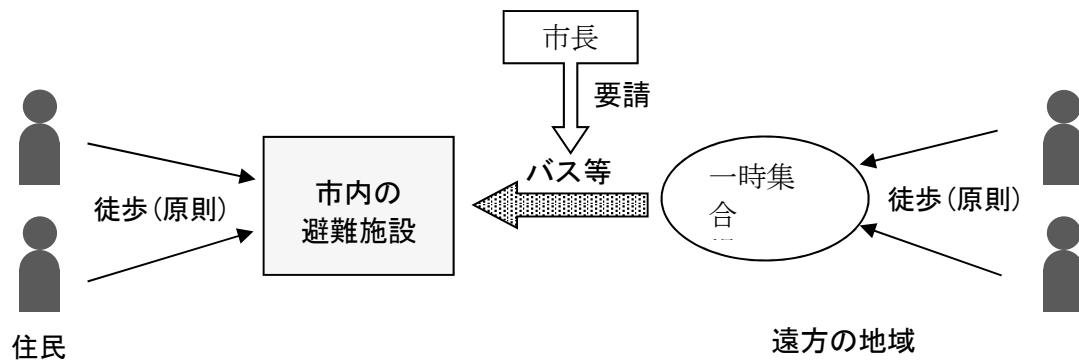 市長
要請
バス等
市内の
避難施設
一時集
合
徒歩（原則）
徒歩（原則）
住民
遠方の地域